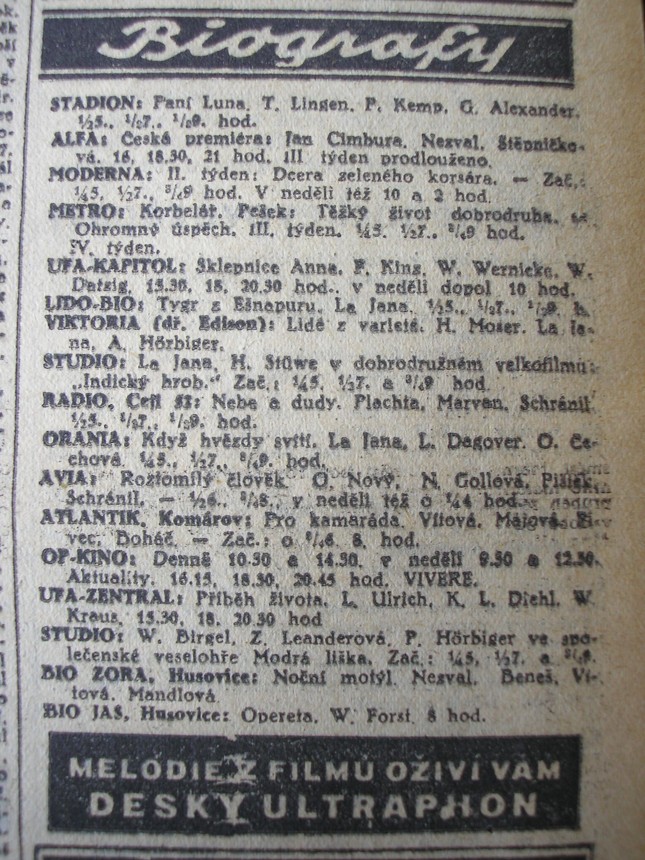 Biografy
STADION: Paní Luna. T. Lingen. P. Kemp. G. Alexander.
½5., ½7., ½9. hod.
ALFA: Česká premiéra: Jan Cimbura. Nezval. Štěpničko-
vá. 16, 18.30, 21 hod. III týden prodlouženo.
MODERNA: II. týden: Dcera zeleného korsára. — Zač.:
¼5, ½7., ¾9 hod. V neděli též 10 a 2 hod.
METRO: Korbelář. Pešek: Těžký život dobrodruha.
Ohromný úspěch. III. týden. ¼5. ½7., ¾9 hod.
IV. týden.
UFA-KAPITOL: Sklepnice Anna. F. Kins, W. Wernicke, W.
15.30, 18, 20.30 hod., v neděli dopol 10 hod.
LIDO-BIO: Tygr z Ešnapuru. La Jana. ½5., ½7., ½9. h.
VIKTORIA (dř. Edison): Lidé z varieté. H. Moser. La Ja-
na, A. Hörbiger.
STUDIO: La Jana, H. Stüwe v dobrodružném velkofilmu:
„Indický hrob.“ Zač.: ¼5, ½7. a ¾9 hod.
RADIO, Cejl 52: Nebe a dudy. Plachta, Marvan, Schránil
½5., ½7., ½9. hod.
ORANIA: Když hvězdy svítí. La Jana, L. Dagover. O. Če-
chová. ¼5., ½7., ¾9. hod.
AVIA: Roztomilý člověk. O. Nový, N. Gollová, Pištěk,
Schránil. — ½6., ¾8., v neděli též o ¼4 hod.
ATLANTIK, Komárov: Pro kamaráda. Vítová, Májová, Ši-
vec, Boháč. — Zač.: o ¾6. 8. hod.
OP-KINO: Denně 10.30 a 14.30. v neděli 9.30 a 12.30.
Aktuality. 16.15, 18.30, 20.45 hod. VIVERE.
UFA-ZENTRAL: Příběh života. L. Ulrich, K. L. Diehl. W.
Kraus. 15.30, 18. 20.30 hod
STUDIO: W. Birgel, Z. Leanderová, P. Hörbiger ve spo-
lečenské veselohře Modrá liška. Zač.: ¼5, ½7. a ¾9.
BIO ZORA, Husovice: Noční motýl. Nezval. Beneš, Ví-
tová. Mandlová
BIO JAS, Husovice: Opereta. W. Forst. 8 hod.
MELODIE Z FILMU OŽIVÍ VÁM
DESKY ULTRAPHON